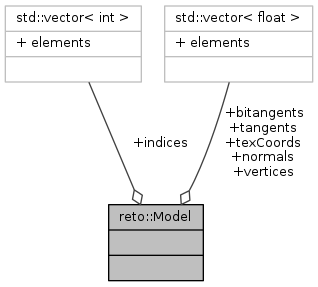 std::vector< int >
+ elements
std::vector< float >
+ elements
+indices
+bitangents
+tangents
+texCoords
+normals
+vertices
reto::Model